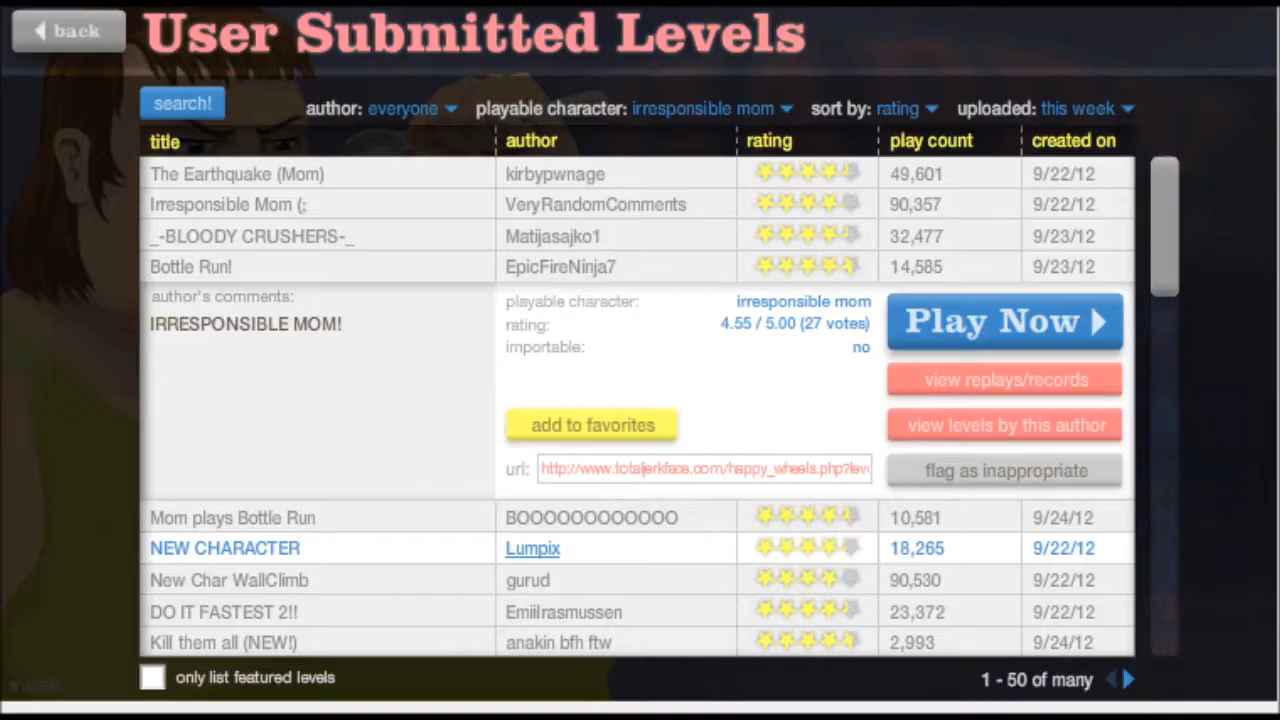 back
User Submitted Levels
search! author: everyone playable character: irresponsible mom sort by: rating uploaded: this week
title author rating play count created on
The Earthquake (Mom) kirbypwnage 49,601 9/22/12
Irresponsible Mom (; VeryRandomComments 90,357 9/22/12
_-BLOODY CRUSHERS-_ Matijasajko1 32,477 9/23/12
Bottle Run! EpicFireNinja7 14,585 9/23/12
author's comments:
IRRESPONSIBLE MOM!
playable character: irresponsible mom
rating: 4.55 / 5.00 (27 votes)
importable: no
add to favorites
url: http://www.totaljerkface.com/happy_wheels.php?leve
Play Now
view replays/records
view levels by this author
flag as inappropriate
Mom plays Bottle Run BOOOOOOOOOOOO 10,581 9/24/12
NEW CHARACTER Lumpix 18,265 9/22/12
New Char WallClimb gurud 90,530 9/22/12
DO IT FASTEST 2!! Emiilrasmussen 23,372 9/22/12
Kill them all (NEW!) anakin bfh ftw 2,993 9/24/12
only list featured levels
1 - 50 of many